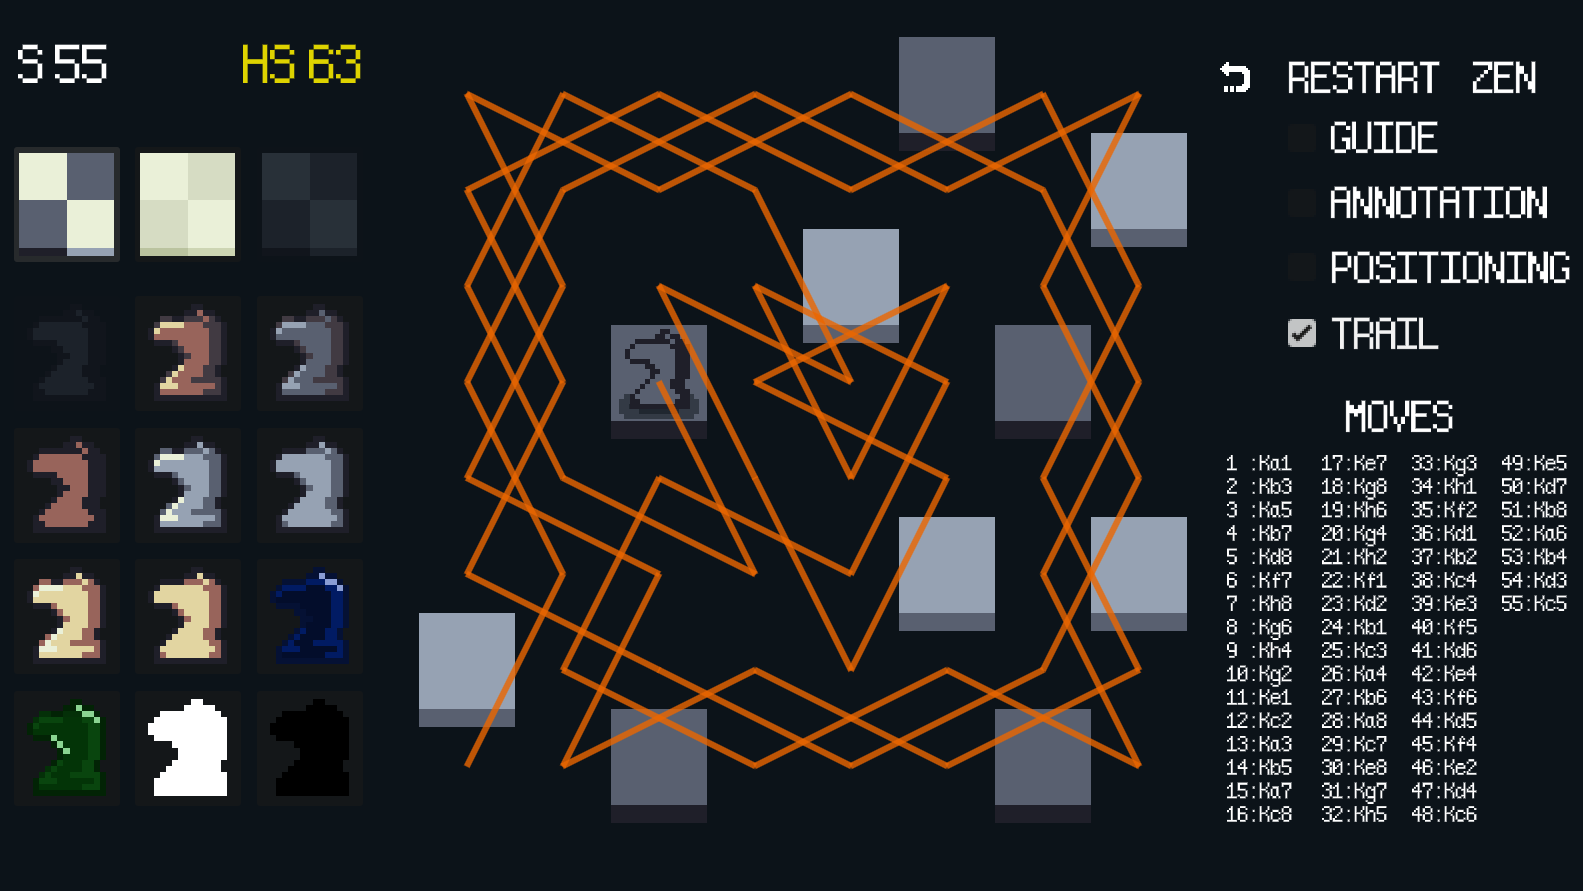 S 55
HS 63
RESTART ZEN
GUIDE
ANNOTATION
POSITIONING
TRAIL
MOVES
1 :Ka1 17:Ke7 33:Kg3 49:Ke5
2 :Kb3 18:Kg8 34:Kh1 50:Kd7
3 :Ka5 19:Kh6 35:Kf2 51:Kb8
4 :Kb7 20:Kg4 36:Kd1 52:Ka6
5 :Kd8 21:Kh2 37:Kb2 53:Kb4
6 :Kf7 22:Kf1 38:Kc4 54:Kd3
7 :Kh8 23:Kd2 39:Ke3 55:Kc5
8 :Kg6 24:Kb1 40:Kf5
9 :Kh4 25:Kc3 41:Kd6
10:Kg2 26:Ka4 42:Ke4
11:Ke1 27:Kb6 43:Kf6
12:Kc2 28:Ka8 44:Kd5
13:Ka3 29:Kc7 45:Kf4
14:Kb5 30:Ke8 46:Ke2
15:Ka7 31:Kg7 47:Kd4
16:Kc8 32:Kh5 48:Kc6